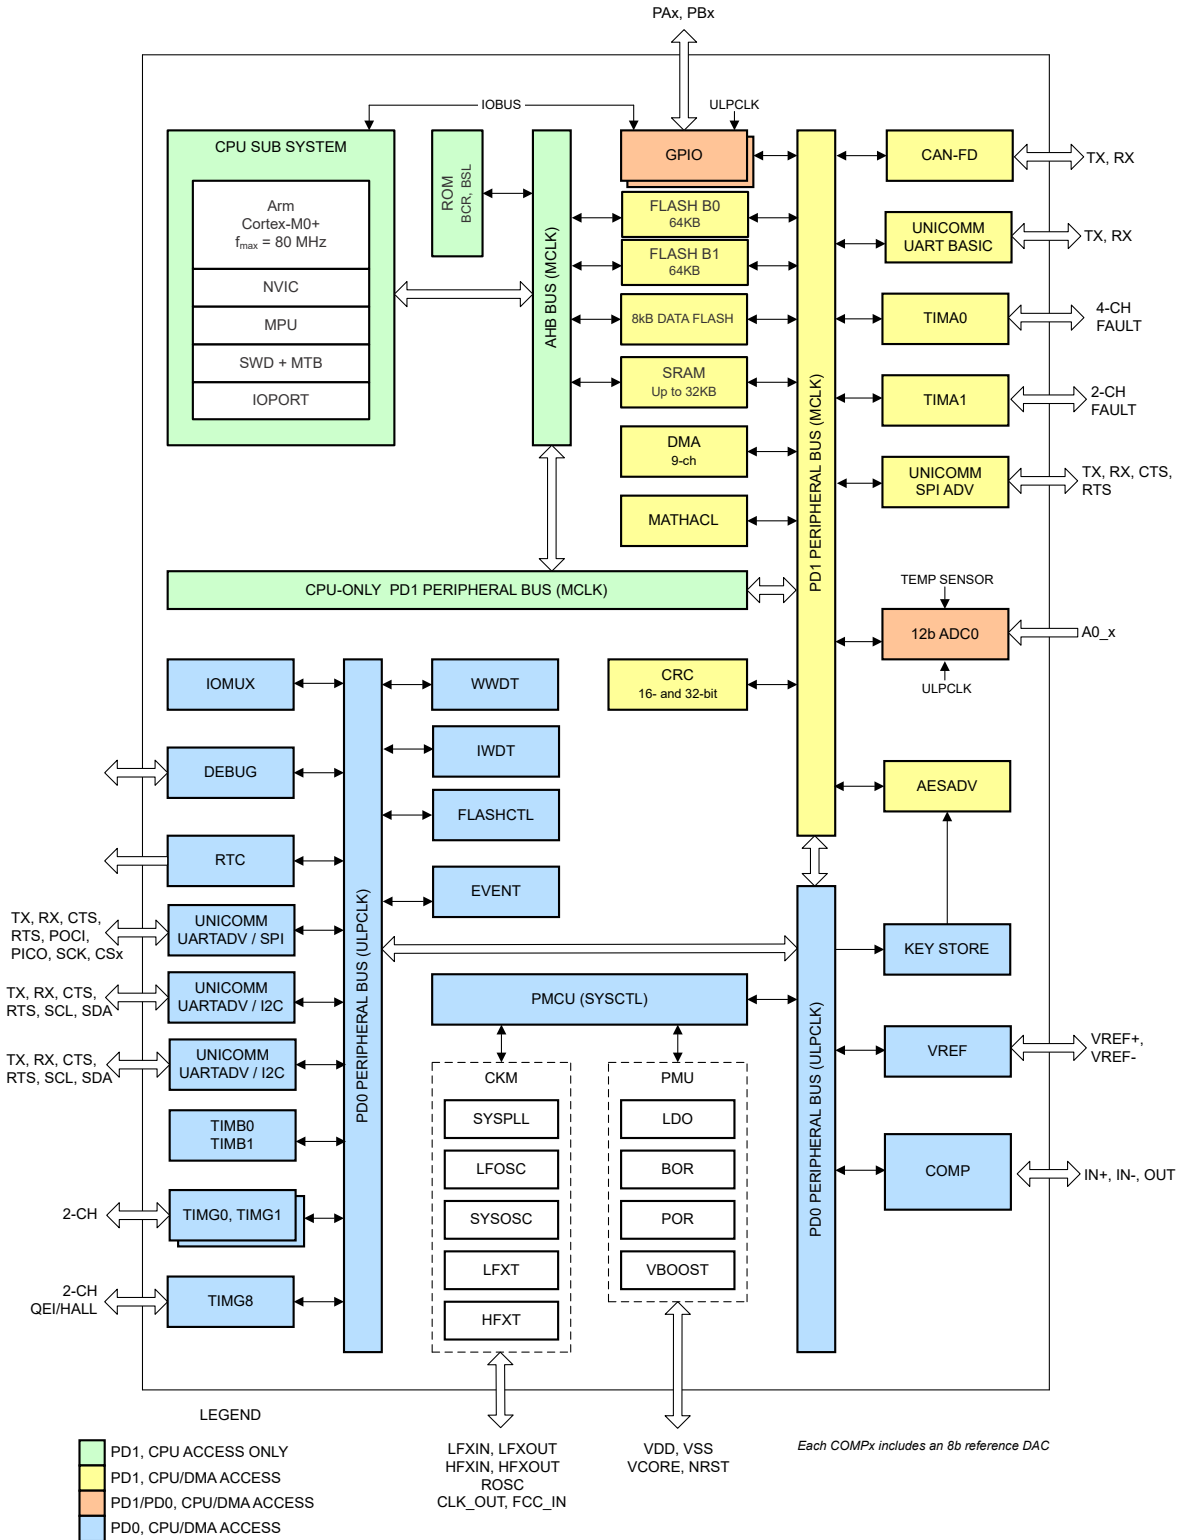 PAx, PBx
IOBUS
ULPCLK
CPU SUB SYSTEM
Arm
Cortex-M0+
fmax = 80 MHz
NVIC
MPU
SWD + MTB
IOPORT
ROM
BCR, BSL
AHB BUS (MCLK)
GPIO
FLASH B0
64KB
FLASH B1
64KB
8kB DATA FLASH
SRAM
Up to 32KB
DMA
9-ch
MATHACL
PD1 PERIPHERAL BUS (MCLK)
CAN-FD
TX, RX
UNICOMM
UART BASIC
TX, RX
TIMA0
4-CH
FAULT
TIMA1
2-CH
FAULT
UNICOMM
SPI ADV
TX, RX, CTS,
RTS
CPU-ONLY PD1 PERIPHERAL BUS (MCLK)
TEMP SENSOR
12b ADC0
A0_x
ULPCLK
CRC
16- and 32-bit
AESADV
IOMUX
DEBUG
RTC
TX, RX, CTS,
RTS, POCI,
PICO, SCK, CSx
UNICOMM
UARTADV / SPI
TX, RX, CTS,
RTS, SCL, SDA
UNICOMM
UARTADV / I2C
TX, RX, CTS,
RTS, SCL, SDA
UNICOMM
UARTADV / I2C
TIMB0
TIMB1
2-CH
TIMG0, TIMG1
2-CH
QEI/HALL
TIMG8
PD0 PERIPHERAL BUS (ULPCLK)
WWDT
IWDT
FLASHCTL
EVENT
PMCU (SYSCTL)
CKM
SYSPLL
LFOSC
SYSOSC
LFXT
HFXT
PMU
LDO
BOR
POR
VBOOST
PD0 PERIPHERAL BUS (ULPCLK)
KEY STORE
VREF
VREF+,
VREF-
COMP
IN+, IN-, OUT
LFXIN, LFXOUT
HFXIN, HFXOUT
ROSC
CLK_OUT, FCC_IN
VDD, VSS
VCORE, NRST
Each COMPx includes an 8b reference DAC
LEGEND
PD1, CPU ACCESS ONLY
PD1, CPU/DMA ACCESS
PD1/PD0, CPU/DMA ACCESS
PD0, CPU/DMA ACCESS